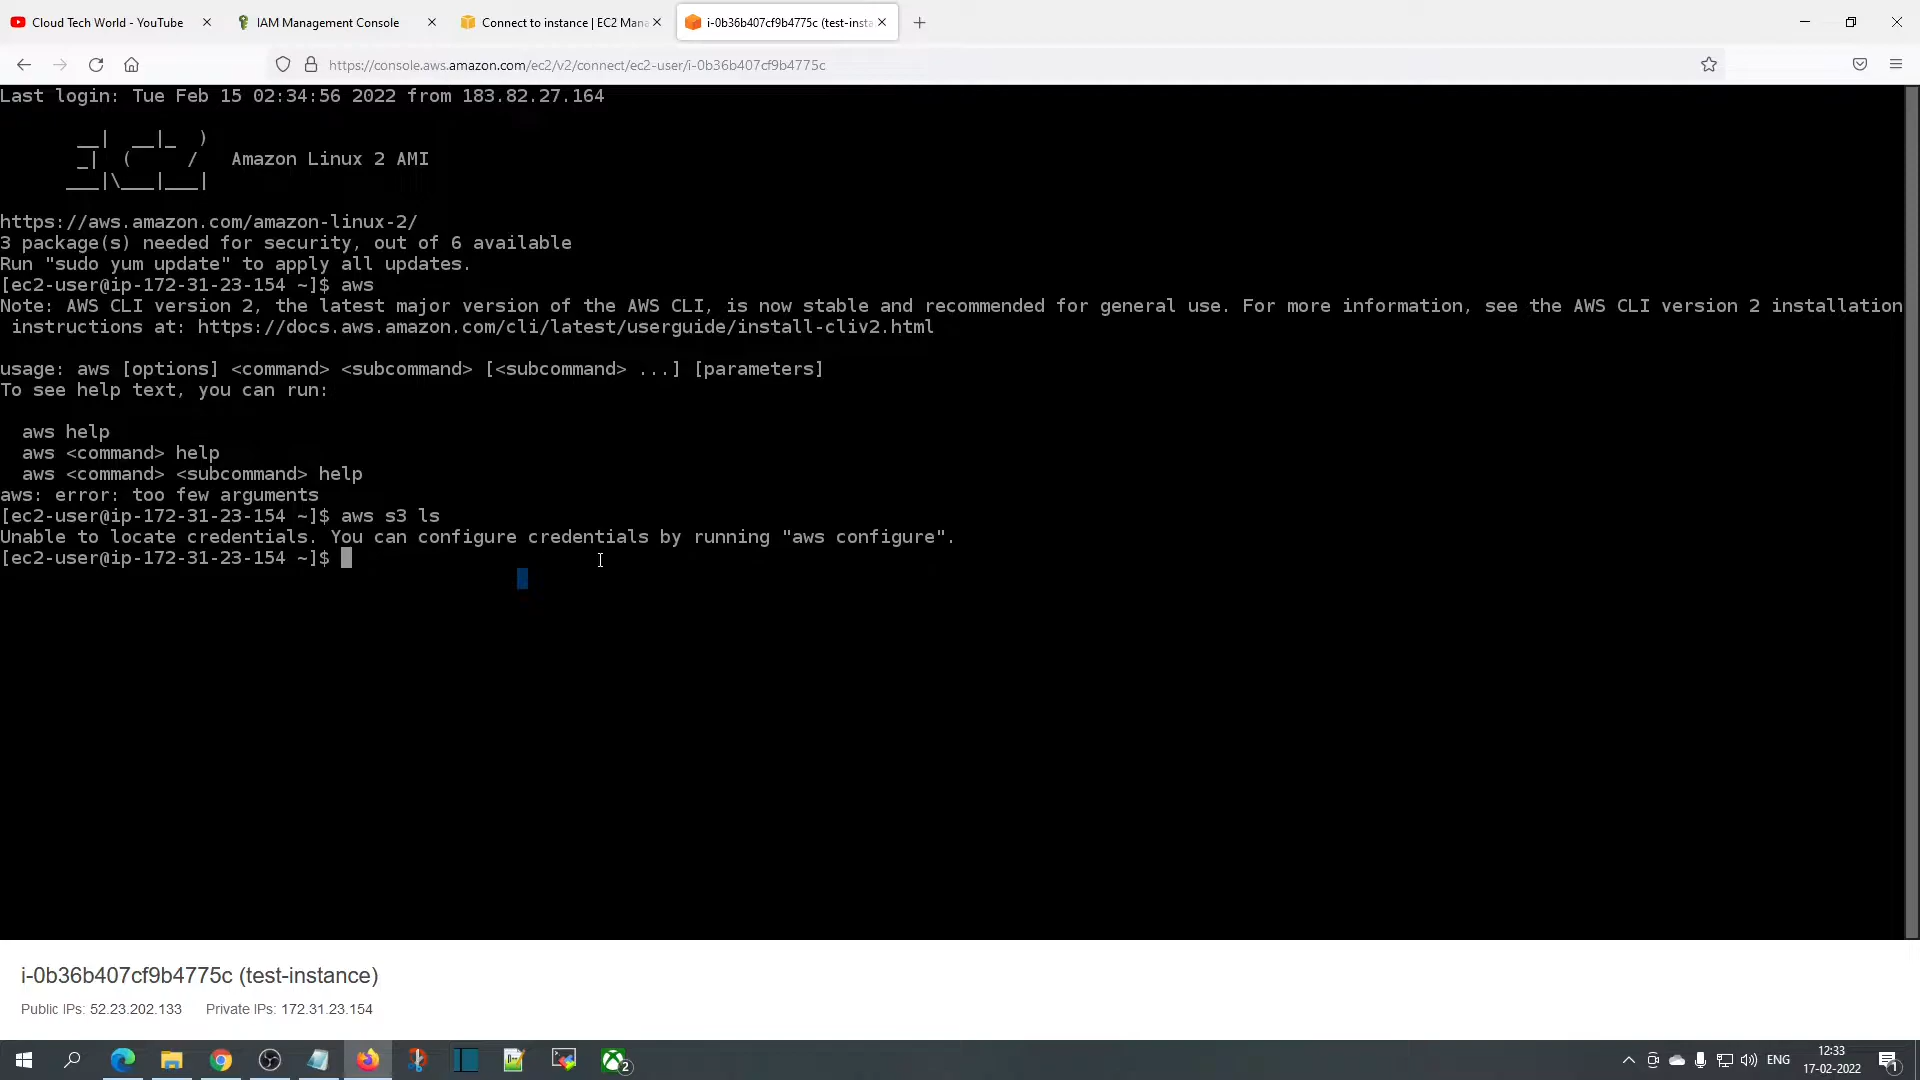 Cloud Tech World - YouTube
IAM Management Console
Connect to instance | EC2 Mana
i-0b36b407cf9b4775c (test-insta
https://console.aws.amazon.com/ec2/v2/connect/ec2-user/i-0b36b407cf9b4775c
Last login: Tue Feb 15 02:34:56 2022 from 183.82.27.164
       __|  __|_  )
       _|  (     /   Amazon Linux 2 AMI
      ___|\___|___|
https://aws.amazon.com/amazon-linux-2/
3 package(s) needed for security, out of 6 available
Run "sudo yum update" to apply all updates.
[ec2-user@ip-172-31-23-154 ~]$ aws
Note: AWS CLI version 2, the latest major version of the AWS CLI, is now stable and recommended for general use. For more information, see the AWS CLI version 2 installation
 instructions at: https://docs.aws.amazon.com/cli/latest/userguide/install-cliv2.html
usage: aws [options] <command> <subcommand> [<subcommand> ...] [parameters]
To see help text, you can run:
  aws help
  aws <command> help
  aws <command> <subcommand> help
aws: error: too few arguments
[ec2-user@ip-172-31-23-154 ~]$ aws s3 ls
Unable to locate credentials. You can configure credentials by running "aws configure".
[ec2-user@ip-172-31-23-154 ~]$
i-0b36b407cf9b4775c (test-instance)
Public IPs: 52.23.202.133 Private IPs: 172.31.23.154
2
ENG
12:33
17-02-2022
1